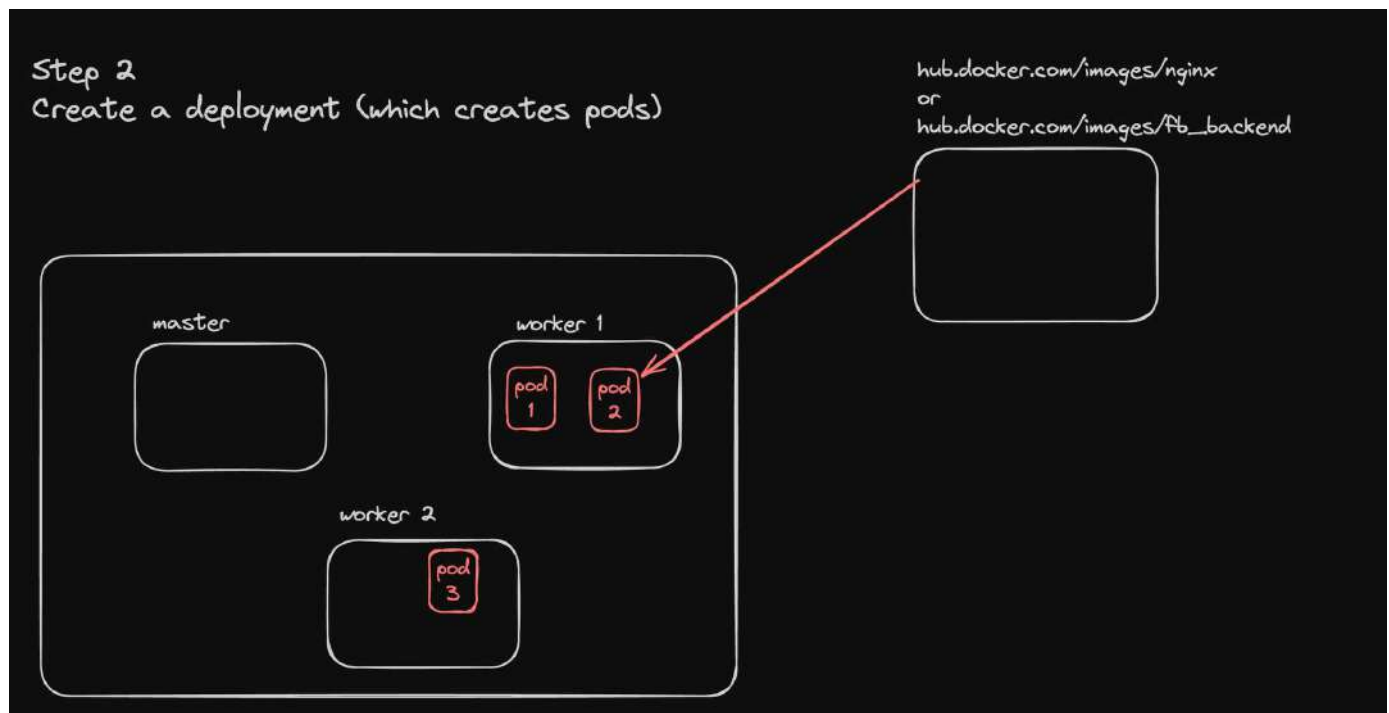 Step 2
Create a deployment (which creates pods)
hub.docker.com/images/nginx
or
hub.docker.com/images/fb_backend
master
worker 1
pod
1
pod
2
worker 2
pod
3